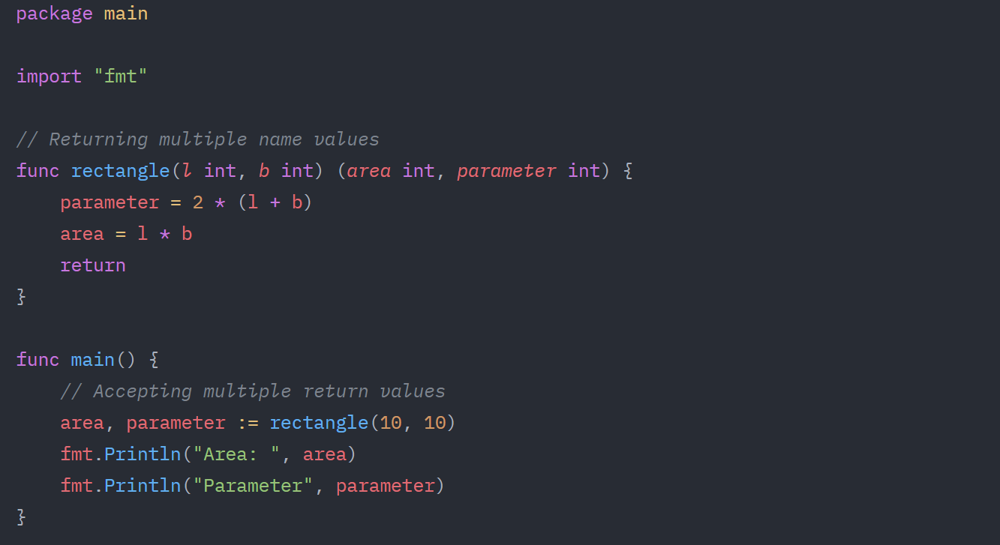 package main
import "fmt"
// Returning multiple name values
func rectangle(l int, b int) (area int, parameter int) {
    parameter = 2 * (l + b)
    area = l * b
    return
}
func main() {
    // Accepting multiple return values
    area, parameter := rectangle(10, 10)
    fmt.Println("Area: ", area)
    fmt.Println("Parameter", parameter)
}